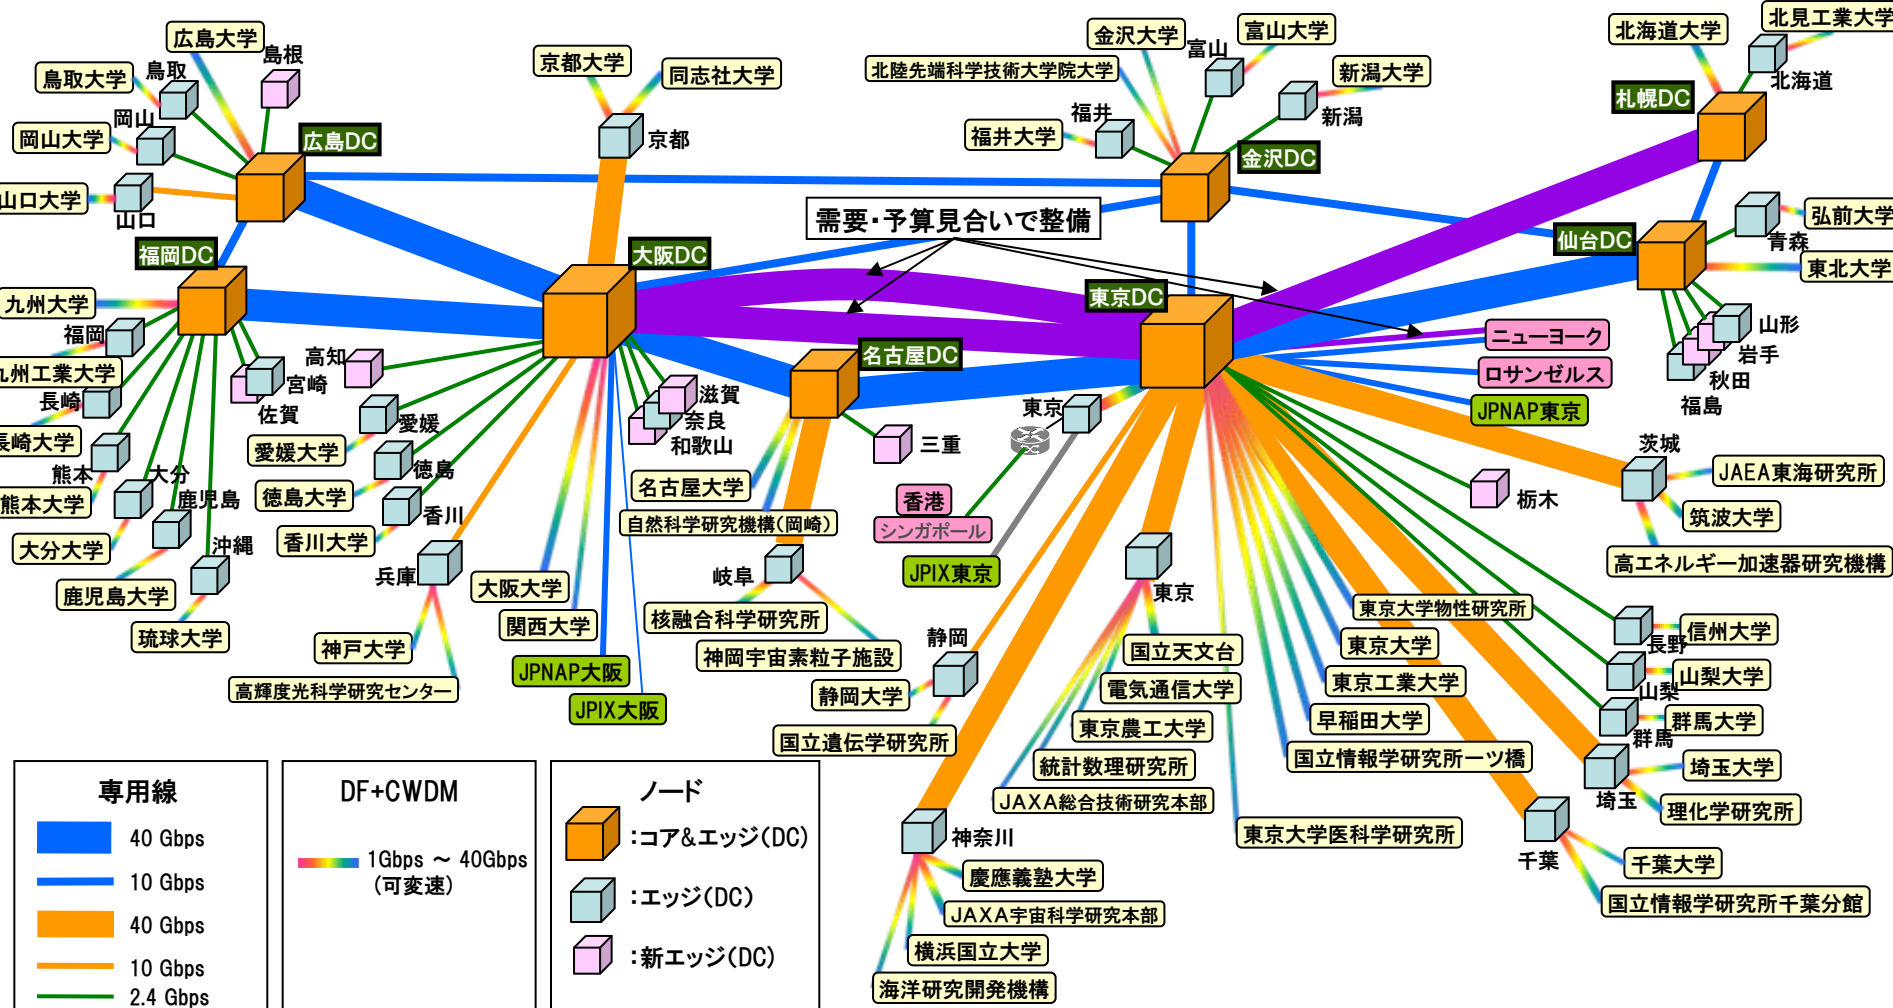 広島大学
島根
鳥取
鳥取大学
岡山
岡山大学
山口大学
山口
広島DC
京都大学
同志社大学
京都
金沢大学
富山
富山大学
北陸先端科学技術大学院大学
新潟大学
新潟
福井
福井大学
金沢DC
北海道大学
北見工業大学
北海道
札幌DC
需要・予算見合いで整備
福岡DC
大阪DC
東京DC
仙台DC
弘前大学
青森
東北大学
九州大学
福岡
九州工業大学
長崎
長崎大学
熊本
熊本大学
大分
大分大学
鹿児島
鹿児島大学
沖縄
琉球大学
宮崎
佐賀
高知
愛媛
愛媛大学
徳島
徳島大学
香川
香川大学
兵庫
神戸大学
高輝度光科学研究センター
大阪大学
関西大学
JPNAP大阪
JPIX大阪
滋賀
奈良
和歌山
名古屋DC
三重
名古屋大学
自然科学研究機構(岡崎)
岐阜
核融合科学研究所
神岡宇宙素粒子施設
東京
香港
シンガポール
JPIX東京
静岡
静岡大学
国立遺伝学研究所
東京
国立天文台
電気通信大学
東京農工大学
統計数理研究所
JAXA総合技術研究本部
神奈川
慶應義塾大学
JAXA宇宙科学研究本部
横浜国立大学
海洋研究開発機構
山形
岩手
秋田
福島
ニューヨーク
ロサンゼルス
JPNAP東京
茨城
JAEA東海研究所
筑波大学
高エネルギー加速器研究機構
栃木
東京大学物性研究所
東京大学
東京工業大学
早稲田大学
国立情報学研究所一ツ橋
東京大学医科学研究所
長野
信州大学
山梨
山梨大学
群馬
群馬大学
埼玉
埼玉大学
理化学研究所
千葉
千葉大学
国立情報学研究所千葉分館
専用線
40 Gbps
10 Gbps
40 Gbps
10 Gbps
2.4 Gbps
DF+CWDM
1Gbps ～ 40Gbps
(可変速)
ノード
:コア&エッジ(DC)
:エッジ(DC)
:新エッジ(DC)